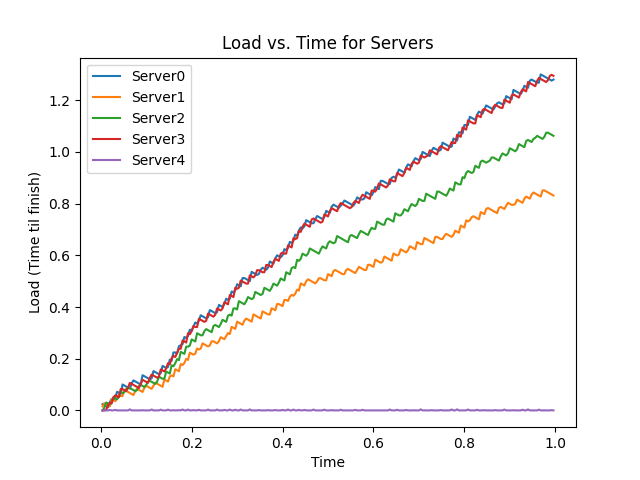 Load vs. Time for Servers
Server0
Server1
Server2
Server3
Server4
Load (Time til finish)
1.2
1.0
0.8
0.6
0.4
0.2
0.0
0.0 0.2 0.4 0.6 0.8 1.0
Time